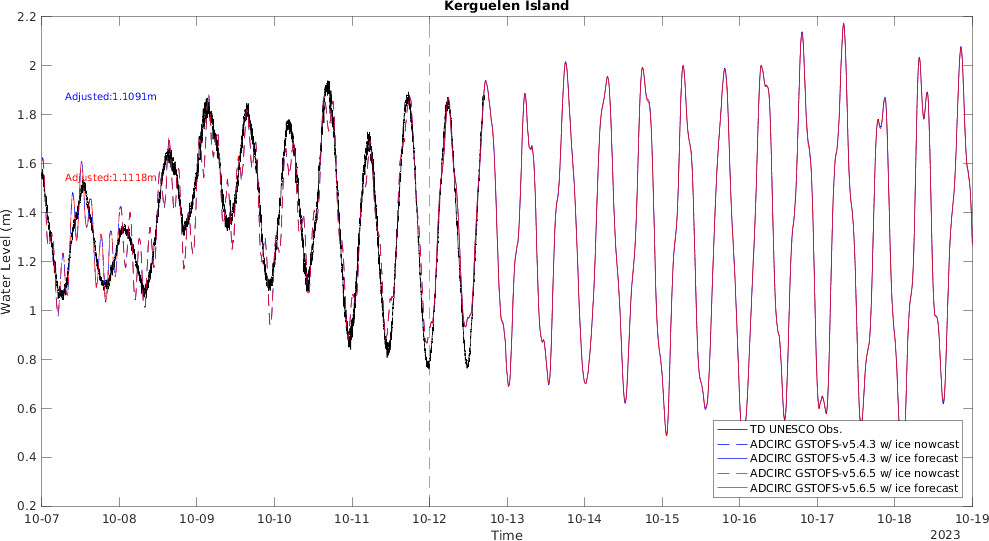 Kerguelen Island
2.2
2
1.8
1.6
1.4
1.2
1
0.8
0.6
0.4
0.2
Water Level (m)
Adjusted:1.1091m
Adjusted:1.1118m
TD UNESCO Obs.
ADCIRC GSTOFS-v5.4.3 w/ ice nowcast
ADCIRC GSTOFS-v5.4.3 w/ ice forecast
ADCIRC GSTOFS-v5.6.5 w/ ice nowcast
ADCIRC GSTOFS-v5.6.5 w/ ice forecast
10-07 10-08 10-09 10-10 10-11 10-12 10-13 10-14 10-15 10-16 10-17 10-18 10-19
Time
2023